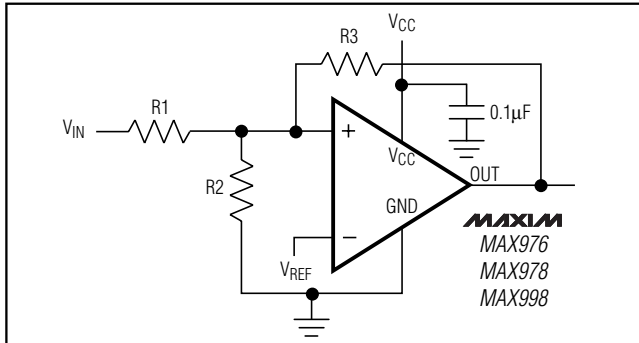 VCC
R3
R1
VIN
0.1µF
+
VCC
R2
OUT
GND
−
VREF
MAXIM
MAX976
MAX978
MAX998